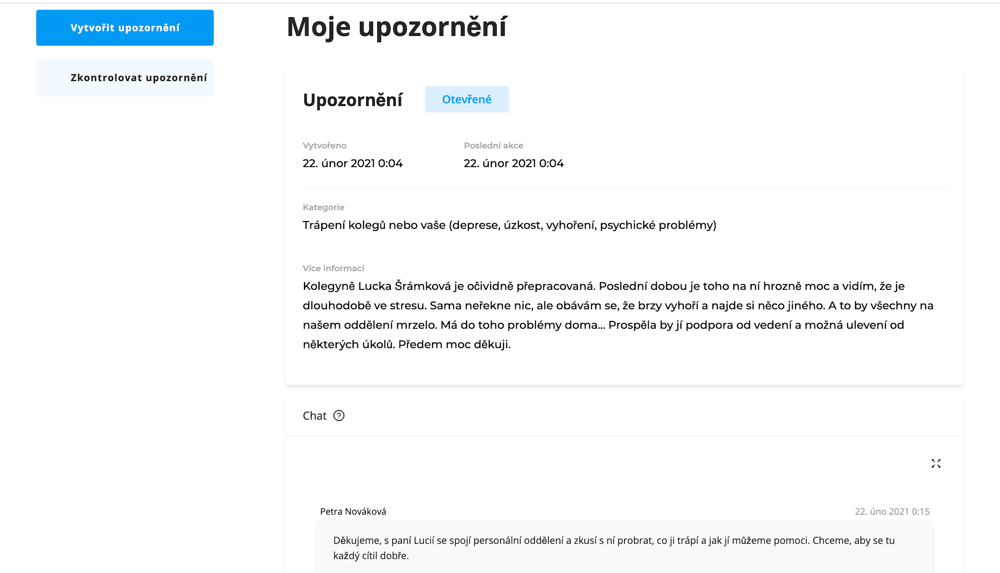 Vytvořit upozornění
Zkontrolovat upozornění
Moje upozornění
Upozornění
Otevřené
Vytvořeno
Poslední akce
22. únor 2021 0:04
22. únor 2021 0:04
Kategorie
Trápení kolegů nebo vaše (deprese, úzkost, vyhoření, psychické problémy)
Více informací
Kolegyně Lucka Šrámková je očividně přepracovaná. Poslední dobou je toho na ní hrozně moc a vidím, že je
dlouhodobě ve stresu. Sama neřekne nic, ale obávám se, že brzy vyhoří a najde si něco jiného. A to by všechny na
našem oddělení mrzelo. Má do toho problémy doma... Prospěla by jí podpora od vedení a možná ulevení od
některých úkolů. Předem moc děkuji.
Chat ?
Petra Nováková
22. úno 2021 0:15
Děkujeme, s paní Lucií se spojí personální oddělení a zkusí s ní probrat, co ji trápí a jak jí můžeme pomoci. Chceme, aby se tu
každý cítil dobře.